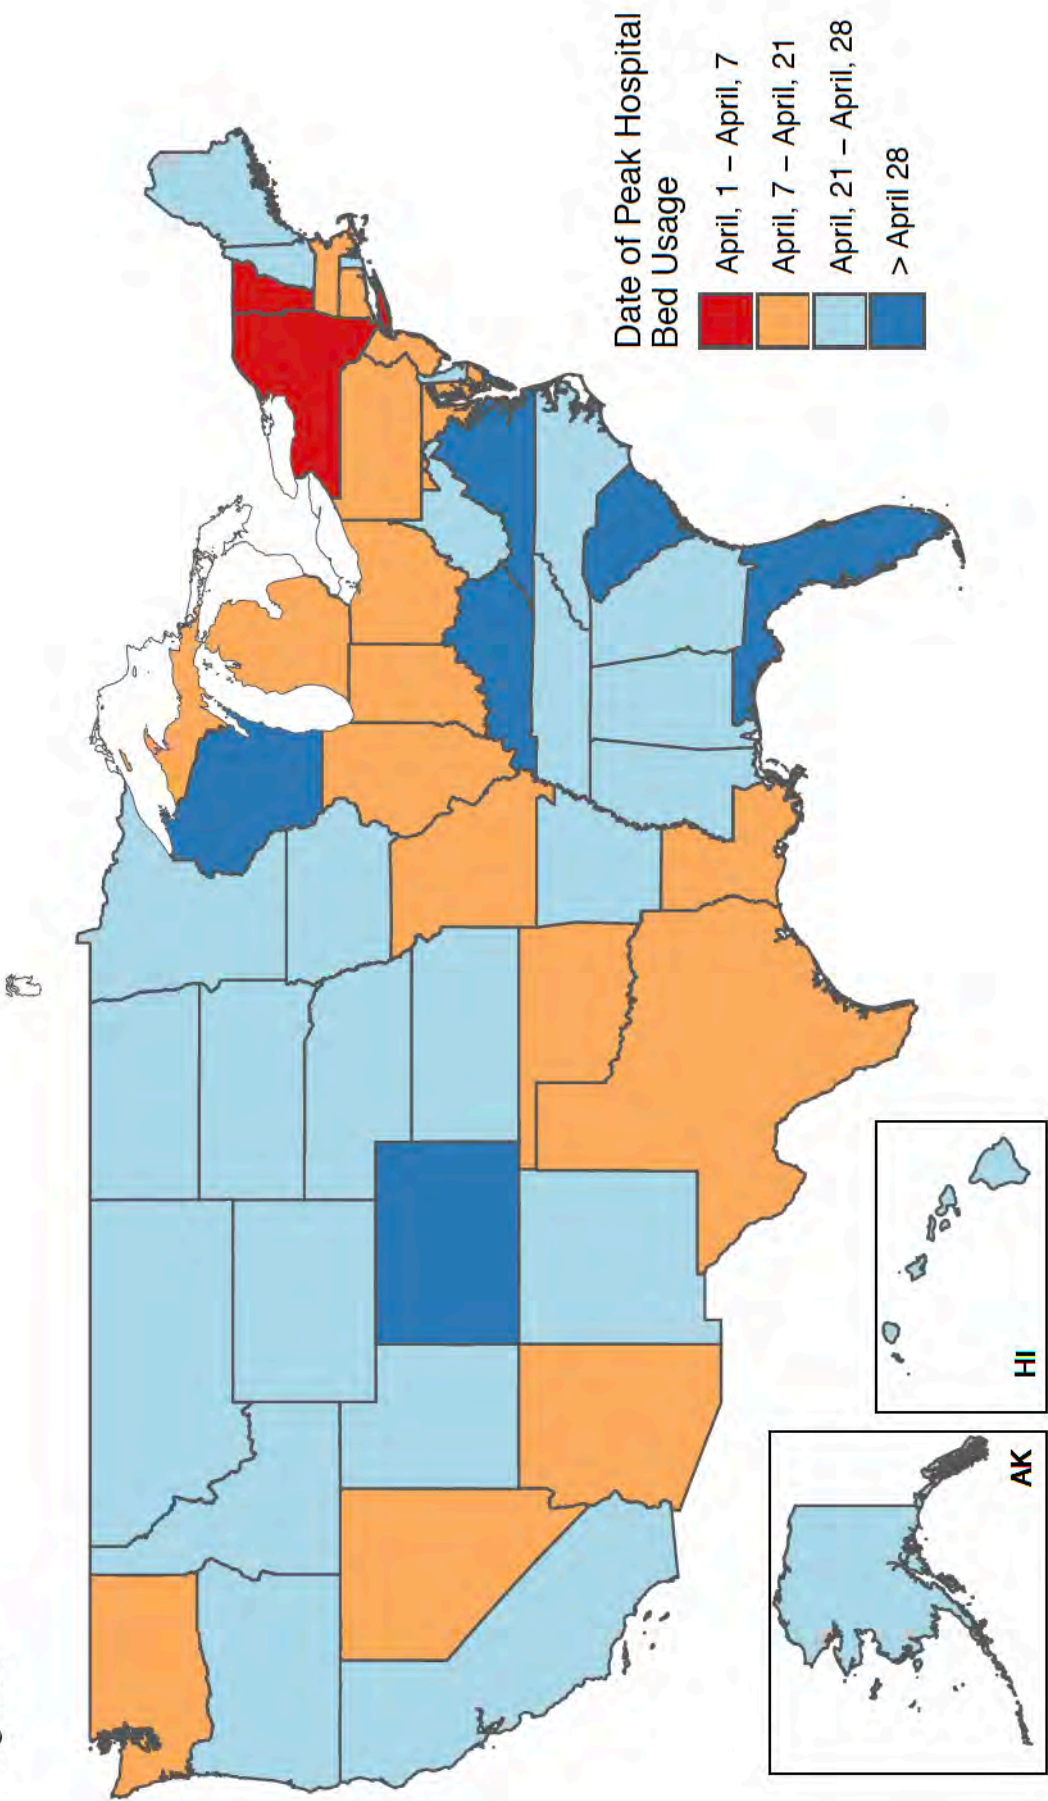 Date of Peak Hospital
Bed Usage
April, 1 – April, 7
April, 7 – April, 21
April, 21 – April, 28
> April 28
AK
HI